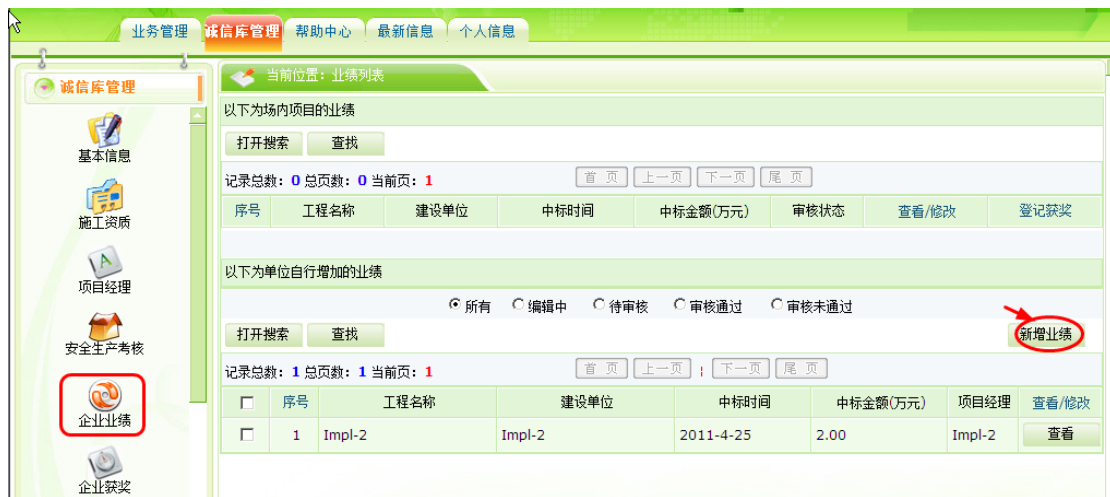 业务管理 诚信库管理 帮助中心 最新信息 个人信息
诚信库管理
基本信息
施工资质
项目经理
安全生产考核
企业业绩
企业获奖
当前位置：业绩列表
以下为场内项目的业绩
打开搜索 查找
记录总数：0 总页数：0 当前页：1 首 页 上一页 下一页 尾 页
序号 工程名称 建设单位 中标时间 中标金额(万元) 审核状态 查看/修改 登记获奖
以下为单位自行增加的业绩
所有 编辑中 待审核 审核通过 审核未通过
打开搜索 查找 新增业绩
记录总数：1 总页数：1 当前页：1 首 页 上一页 ¦ 下一页 尾 页
序号 工程名称 建设单位 中标时间 中标金额(万元) 项目经理 查看/修改
1 Impl-2 Impl-2 2011-4-25 2.00 Impl-2 查看